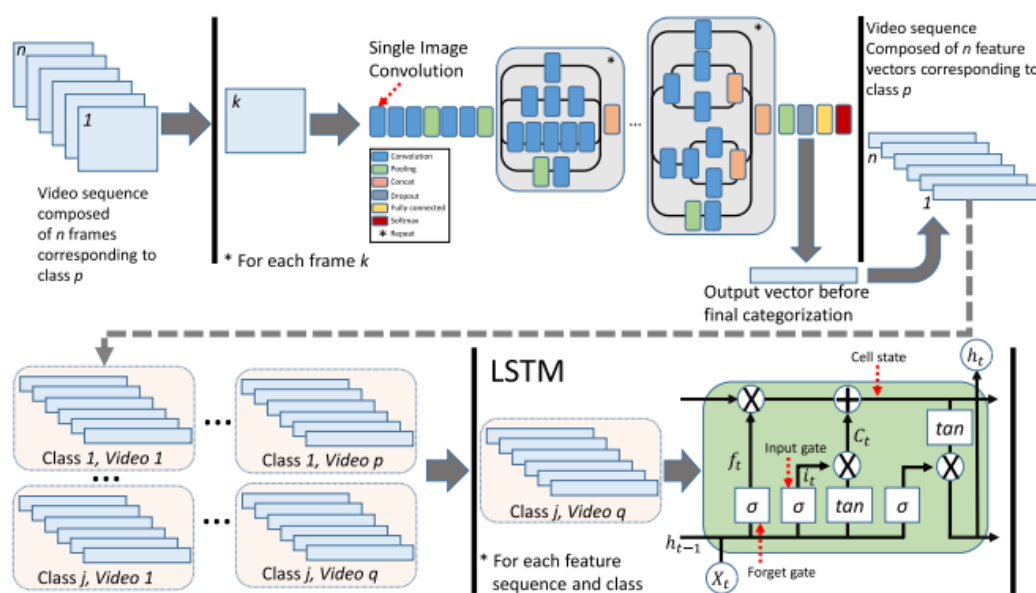 n
1
Video sequence
composed
of n frames
corresponding to
class p
k
* For each frame k
Single Image
Convolution
Convolution
Pooling
Concat
Dropout
Fully-connected
Softmax
* Repeat
*
...
*
Output vector before
final categorization
Video sequence
Composed of n feature
vectors corresponding to
class p
n
1
Class 1, Video 1
...
Class 1, Video p
...
Class j, Video 1
...
Class j, Video q
LSTM
Class j, Video q
* For each feature
sequence and class
Cell state
h_t
X
+
tan
f_t
Input gate
i_t
C_t
X
X
σ
σ
tan
σ
h_{t-1}
X_t
Forget gate